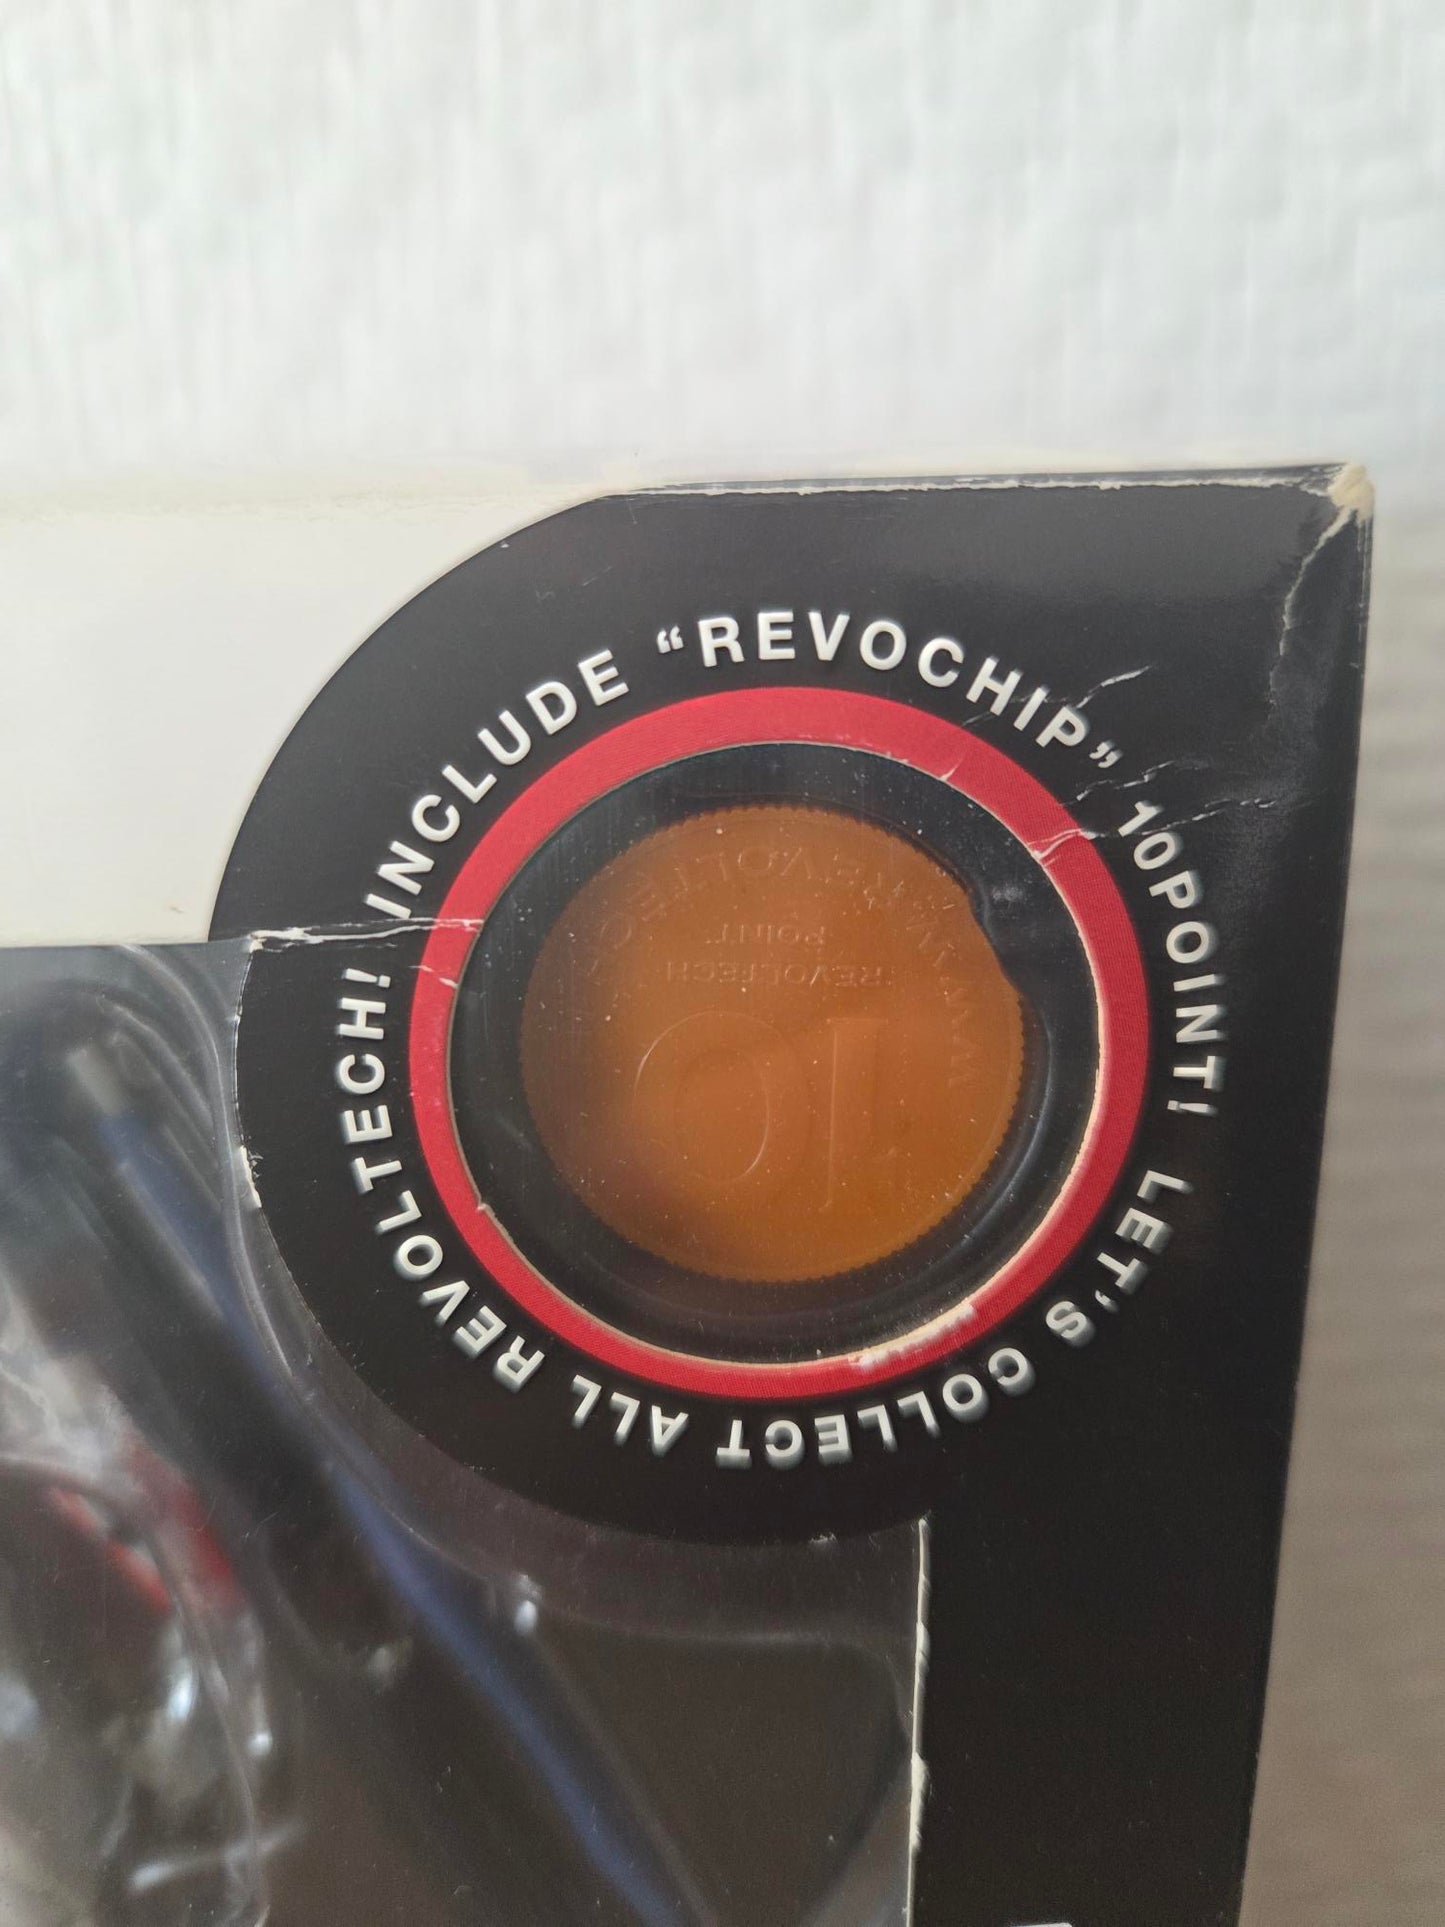 INCLUDE “REVOCHIP” 10POINT! LET'S COLLECT ALL REVOLTECH!
REVOLTECH
POINT
10